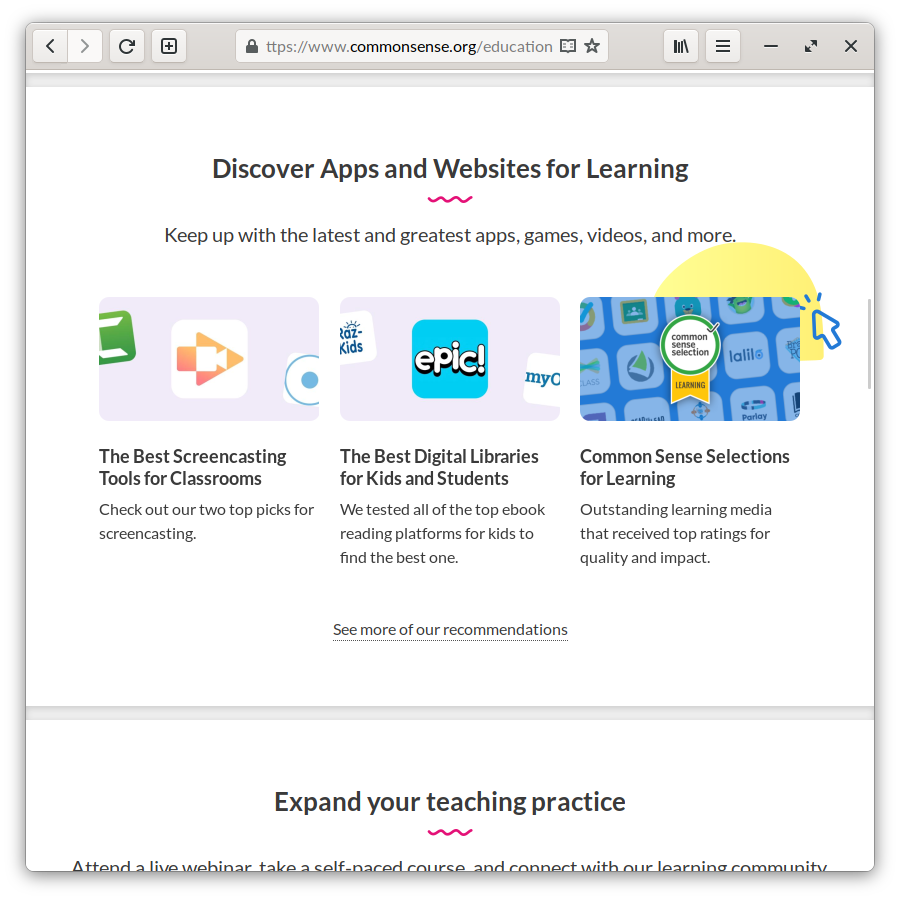 ttps://www.commonsense.org/education
Discover Apps and Websites for Learning
Keep up with the latest and greatest apps, games, videos, and more.
Raz-
Kids
epic!
myO
common
sense
selection
LEARNING
lalilo
CLASS
Parlay
The Best Screencasting
Tools for Classrooms
Check out our two top picks for
screencasting.
The Best Digital Libraries
for Kids and Students
We tested all of the top ebook
reading platforms for kids to
find the best one.
Common Sense Selections
for Learning
Outstanding learning media
that received top ratings for
quality and impact.
See more of our recommendations
Expand your teaching practice
Attend a live webinar, take a self-paced course, and connect with our learning community